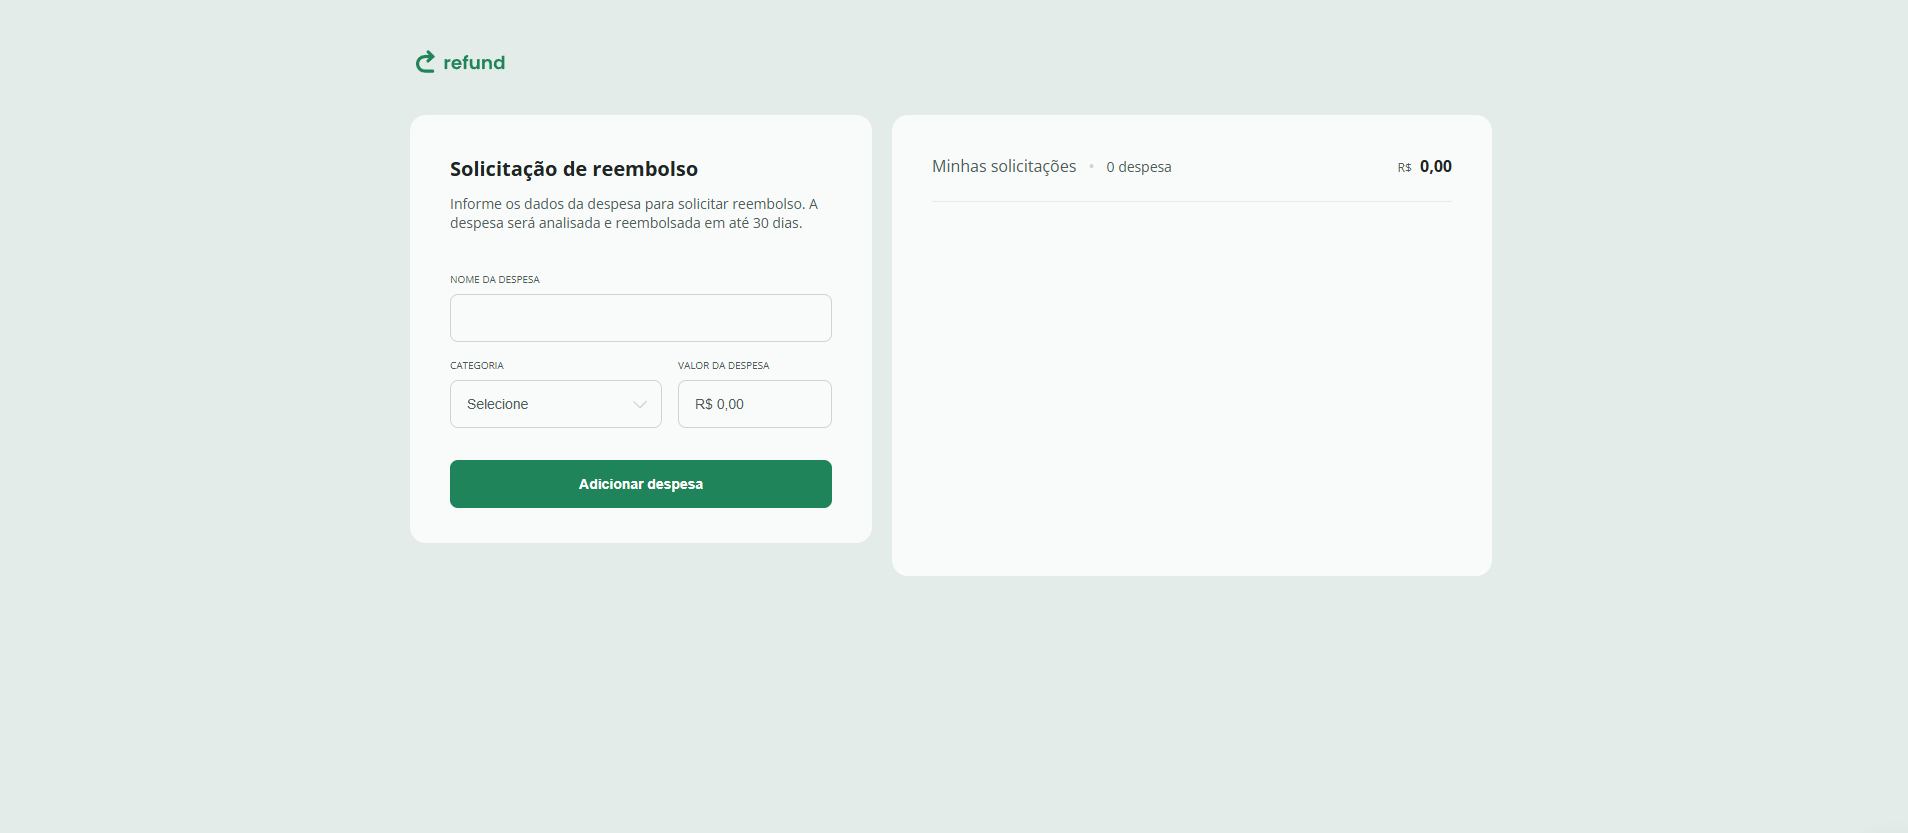 refund
Solicitação de reembolso
Informe os dados da despesa para solicitar reembolso. A
despesa será analisada e reembolsada em até 30 dias.
NOME DA DESPESA
CATEGORIA VALOR DA DESPESA
Selecione R$ 0,00
Adicionar despesa
Minhas solicitações • 0 despesa R$ 0,00